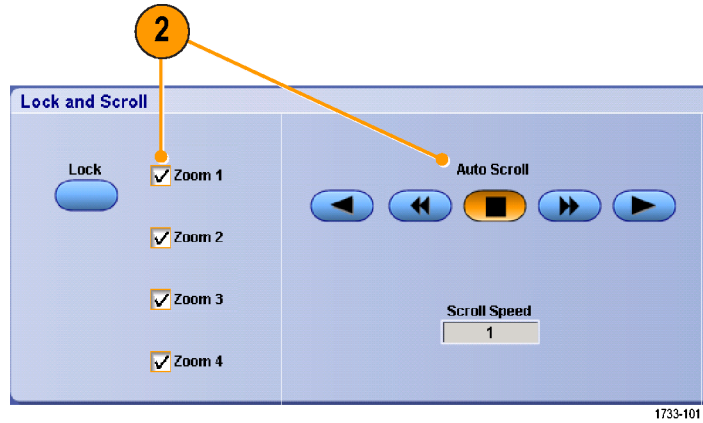 2
Lock and Scroll
Lock
Zoom 1
Auto Scroll
Zoom 2
Zoom 3
Scroll Speed
1
Zoom 4
1733-101